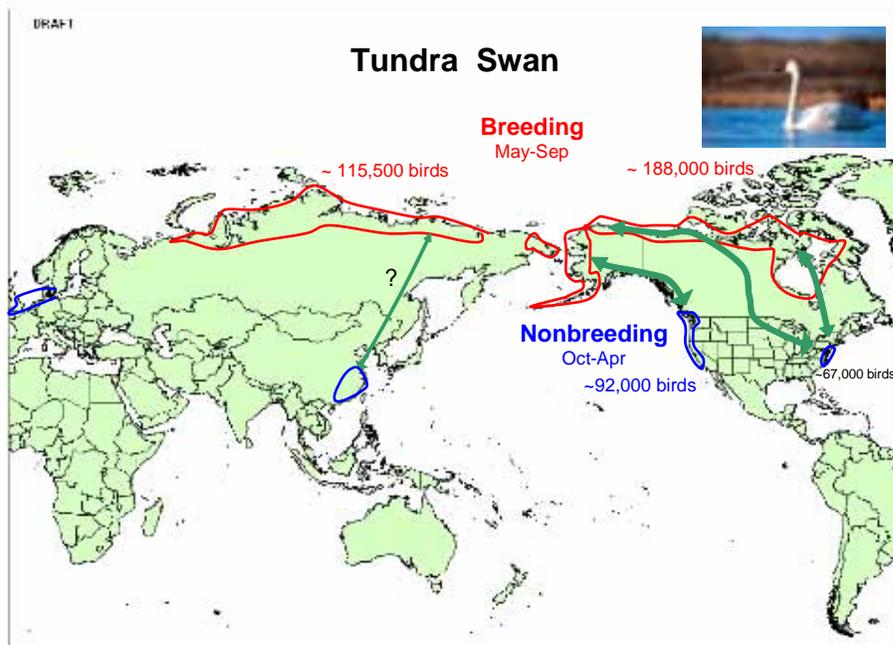 DRAFT
Tundra Swan
Breeding
May-Sep
~ 115,500 birds
~ 188,000 birds
?
Nonbreeding
Oct-Apr
~92,000 birds
~67,000 birds